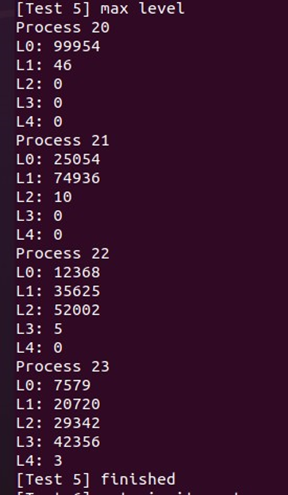 [Test 5] max level
Process 20
L0: 99954
L1: 46
L2: 0
L3: 0
L4: 0
Process 21
L0: 25054
L1: 74936
L2: 10
L3: 0
L4: 0
Process 22
L0: 12368
L1: 35625
L2: 52002
L3: 5
L4: 0
Process 23
L0: 7579
L1: 20720
L2: 29342
L3: 42356
L4: 3
[Test 5] finished